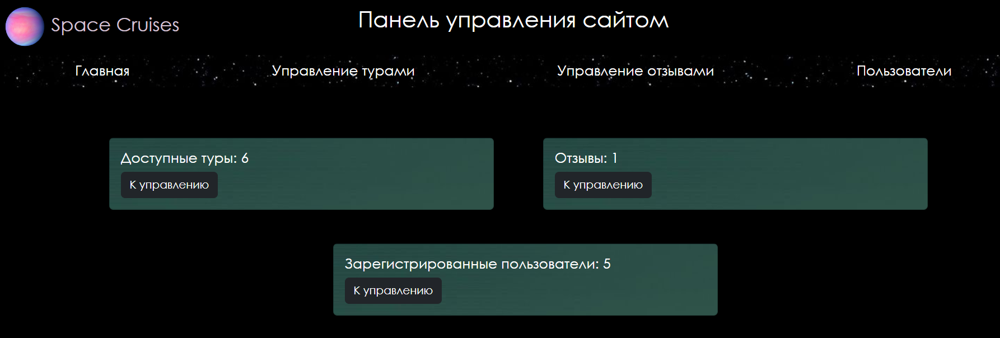 Space Cruises
Панель управления сайтом
Главная
Управление турами
Управление отзывами
Пользователи
Доступные туры: 6
К управлению
Отзывы: 1
К управлению
Зарегистрированные пользователи: 5
К управлению